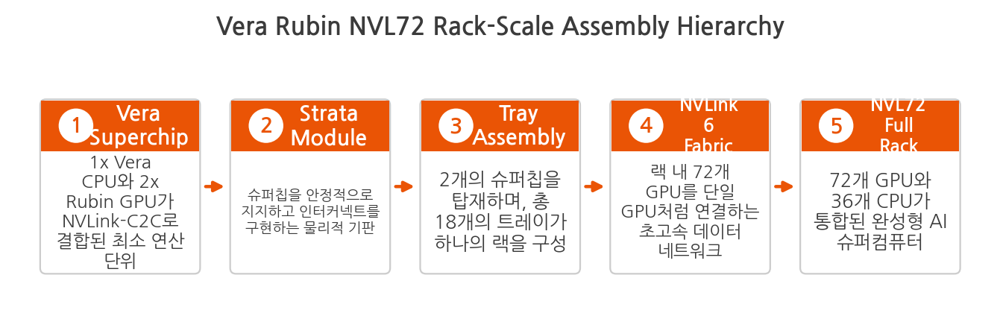 Vera Rubin NVL72 Rack-Scale Assembly Hierarchy
1
Vera
Superchip
1x Vera
CPU와 2x
Rubin GPU가
NVLink-C2C로
결합된 최소 연산
단위
2
Strata
Module
슈퍼칩을 안정적으로
지지하고 인터커넥트를
구현하는 물리적 기판
3
Tray
Assembly
2개의 슈퍼칩을
탑재하며, 총
18개의 트레이가
하나의 랙을 구성
4
NVLink
6
Fabric
랙 내 72개
GPU를 단일
GPU처럼 연결하는
초고속 데이터
네트워크
5
NVL72
Full
Rack
72개 GPU와
36개 CPU가
통합된 완성형 AI
슈퍼컴퓨터